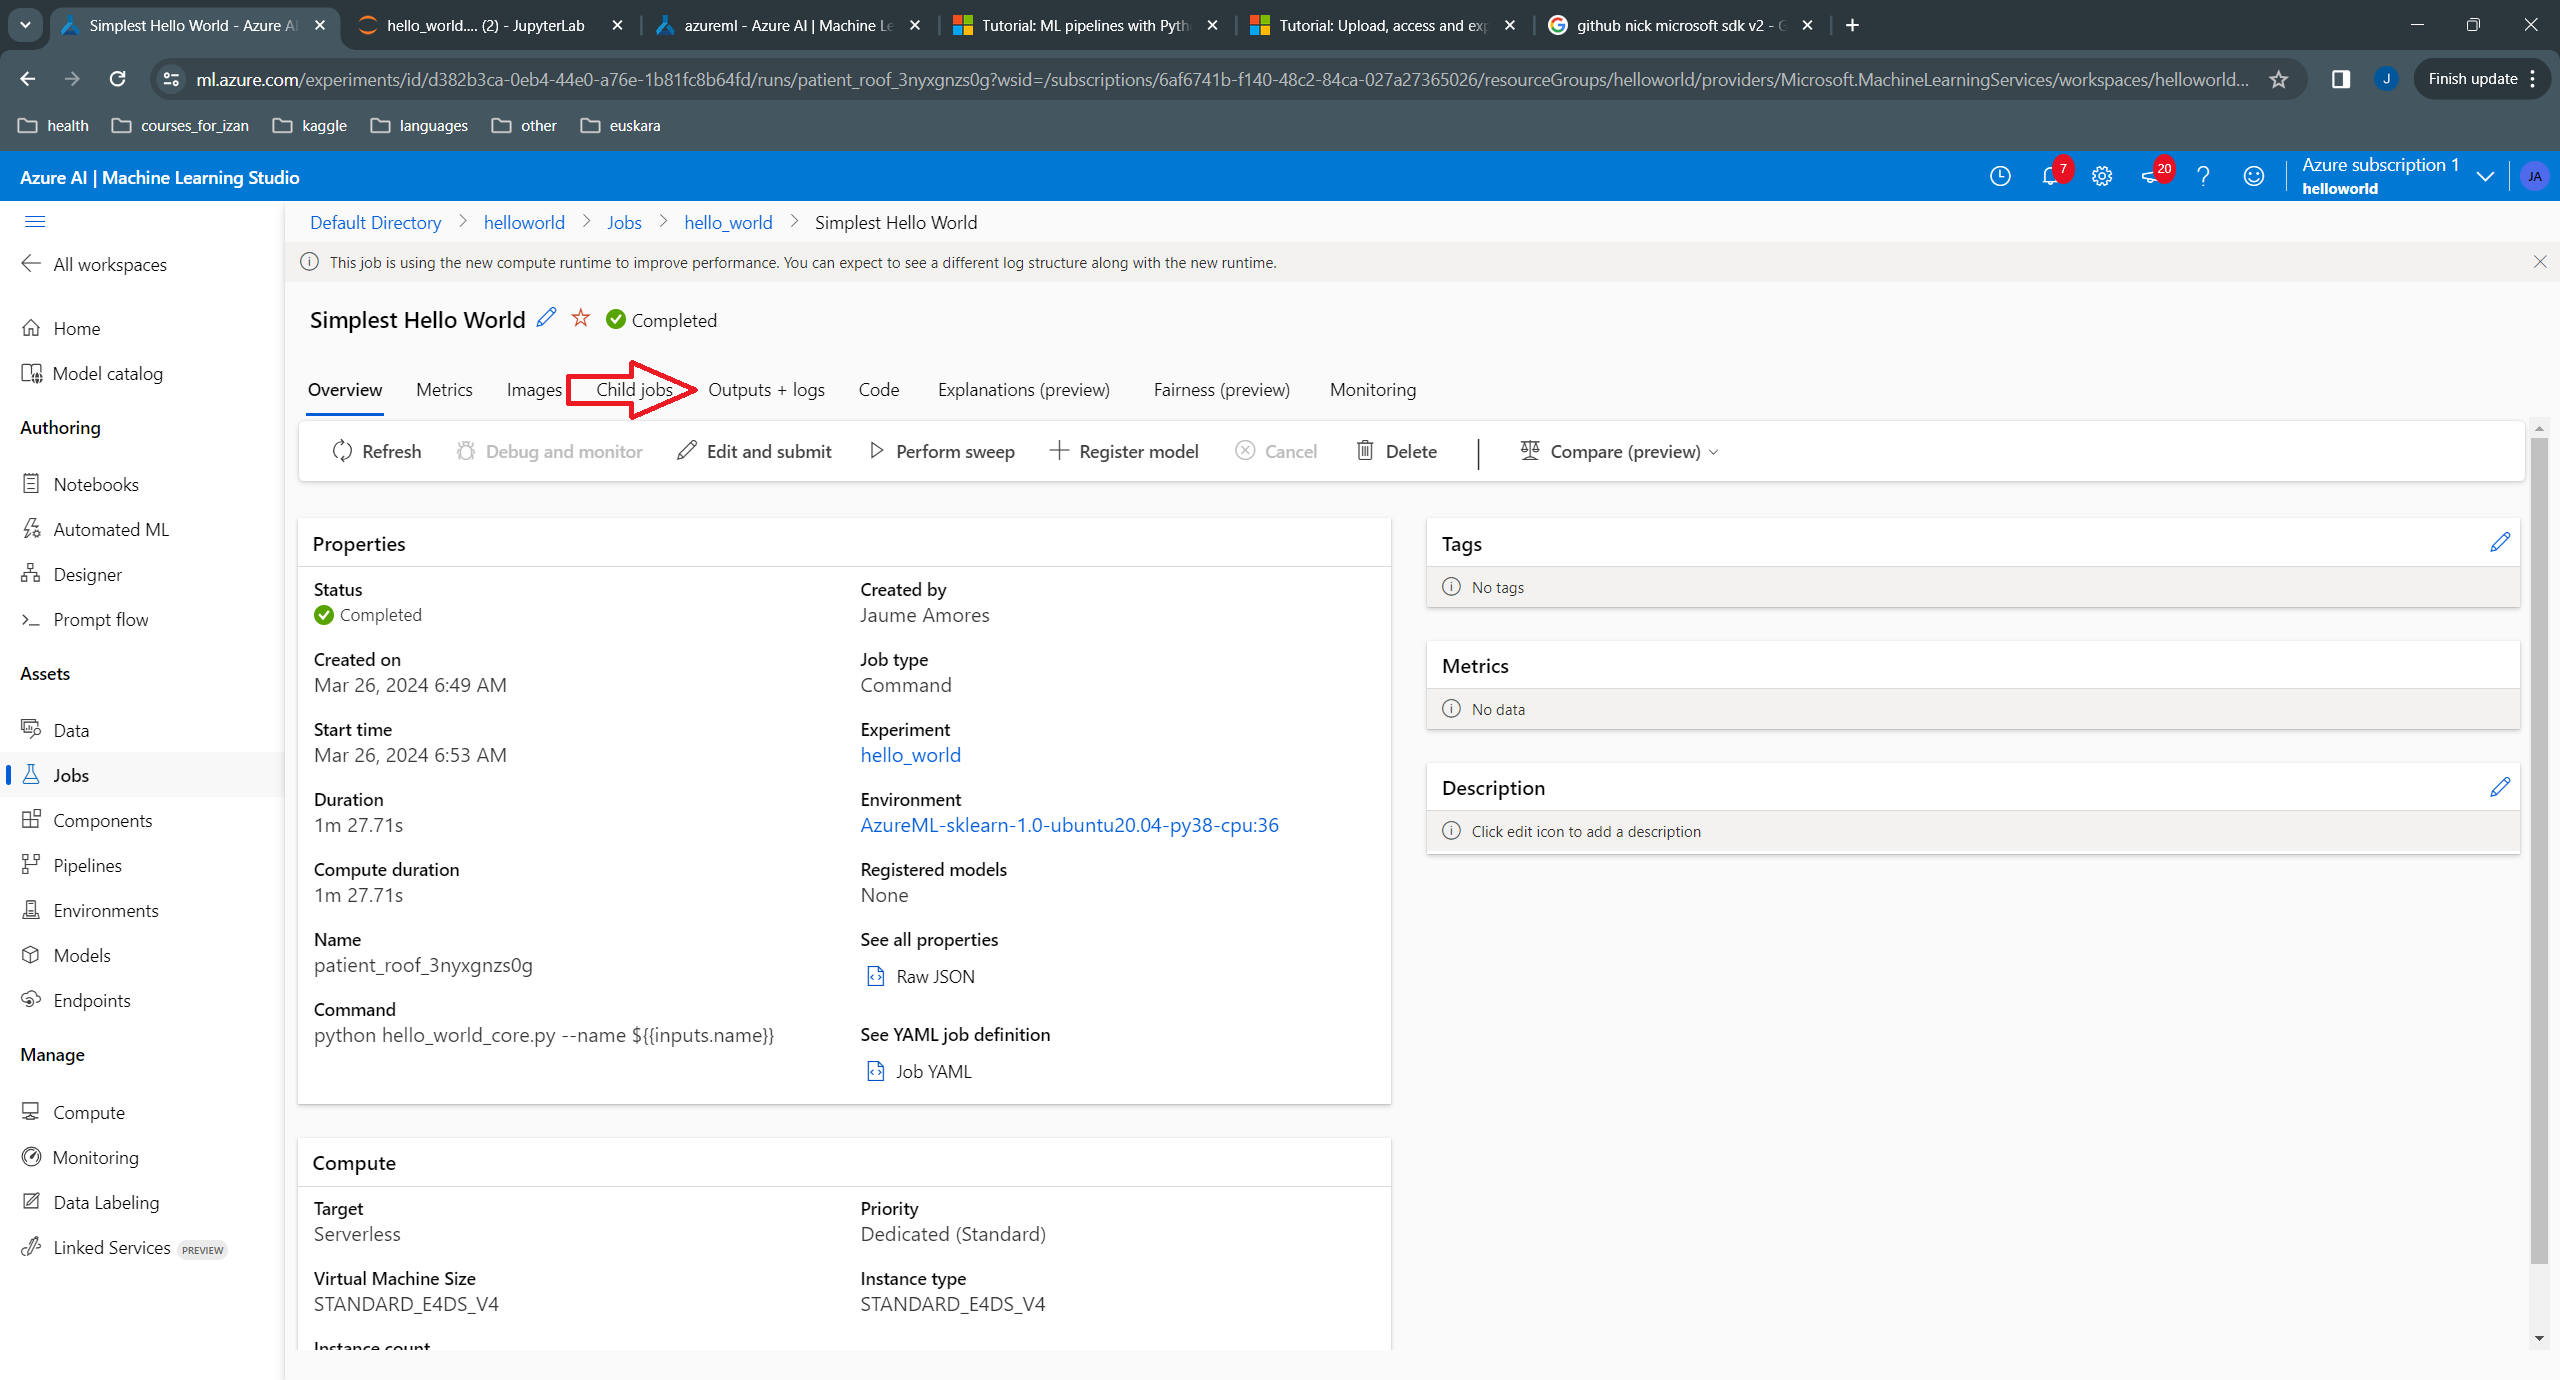 Simplest Hello World - Azure AI
hello_world.... (2) - JupyterLab
azureml - Azure AI | Machine Le
Tutorial: ML pipelines with Pyth
Tutorial: Upload, access and exp
github nick microsoft sdk v2 - G
ml.azure.com/experiments/id/d382b3ca-0eb4-44e0-a76e-1b81fc8b64fd/runs/patient_roof_3nyxgnzs0g?wsid=/subscriptions/6af6741b-f140-48c2-84ca-027a27365026/resourceGroups/helloworld/providers/Microsoft.MachineLearningServices/workspaces/helloworld...
J
Finish update
health
courses_for_izan
kaggle
languages
other
euskara
Azure AI | Machine Learning Studio
7
20
Azure subscription 1
helloworld
JA
Default Directory > helloworld > Jobs > hello_world > Simplest Hello World
All workspaces
This job is using the new compute runtime to improve performance. You can expect to see a different log structure along with the new runtime.
Home
Model catalog
Authoring
Notebooks
Automated ML
Designer
Prompt flow
Assets
Data
Jobs
Components
Pipelines
Environments
Models
Endpoints
Manage
Compute
Monitoring
Data Labeling
Linked Services PREVIEW
Simplest Hello World
Completed
Overview
Metrics
Images
Child jobs
Outputs + logs
Code
Explanations (preview)
Fairness (preview)
Monitoring
Refresh
Debug and monitor
Edit and submit
Perform sweep
Register model
Cancel
Delete
Compare (preview)
Properties
Status
Completed
Created on
Mar 26, 2024 6:49 AM
Start time
Mar 26, 2024 6:53 AM
Duration
1m 27.71s
Compute duration
1m 27.71s
Name
patient_roof_3nyxgnzs0g
Command
python hello_world_core.py --name ${{inputs.name}}
Created by
Jaume Amores
Job type
Command
Experiment
hello_world
Environment
AzureML-sklearn-1.0-ubuntu20.04-py38-cpu:36
Registered models
None
See all properties
Raw JSON
See YAML job definition
Job YAML
Compute
Target
Serverless
Virtual Machine Size
STANDARD_E4DS_V4
Instance count
Priority
Dedicated (Standard)
Instance type
STANDARD_E4DS_V4
Tags
No tags
Metrics
No data
Description
Click edit icon to add a description